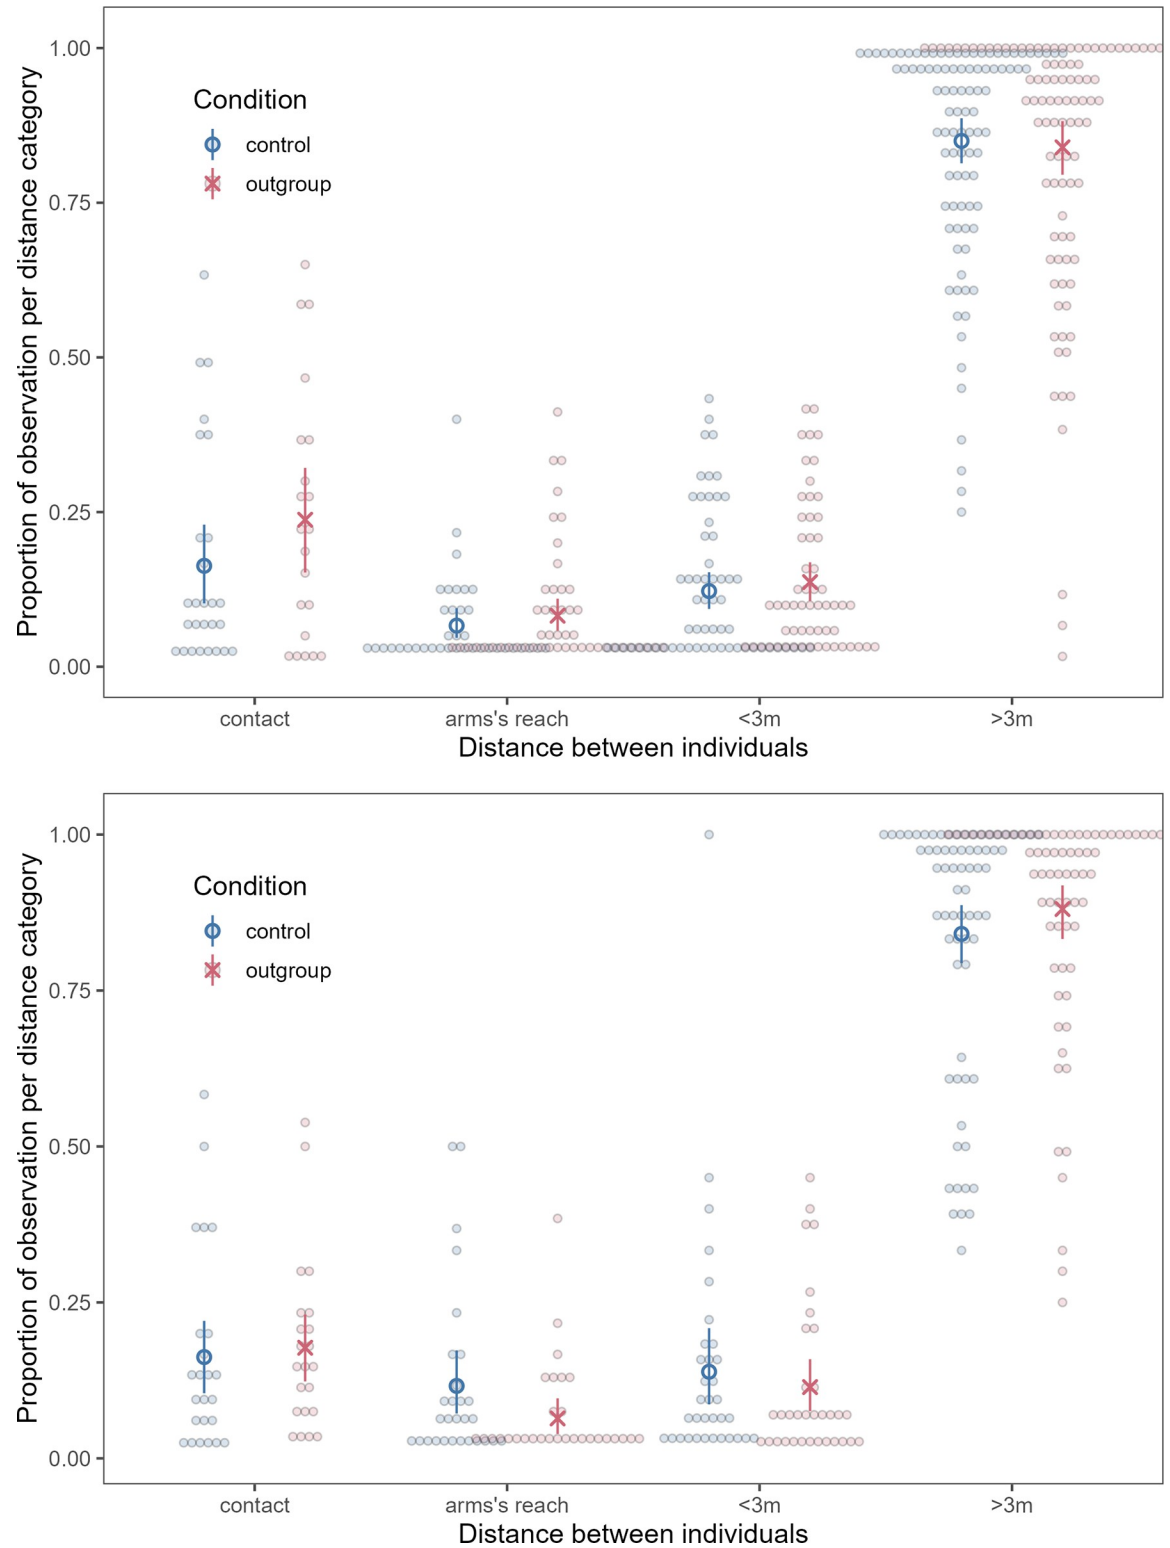 Proportion of observation per distance category
1.00
0.75
0.50
0.25
0.00
Condition
control
outgroup
contact
arms's reach
<3m
>3m
Distance between individuals
Proportion of observation per distance category
1.00
0.75
0.50
0.25
0.00
Condition
control
outgroup
contact
arms's reach
<3m
>3m
Distance between individuals